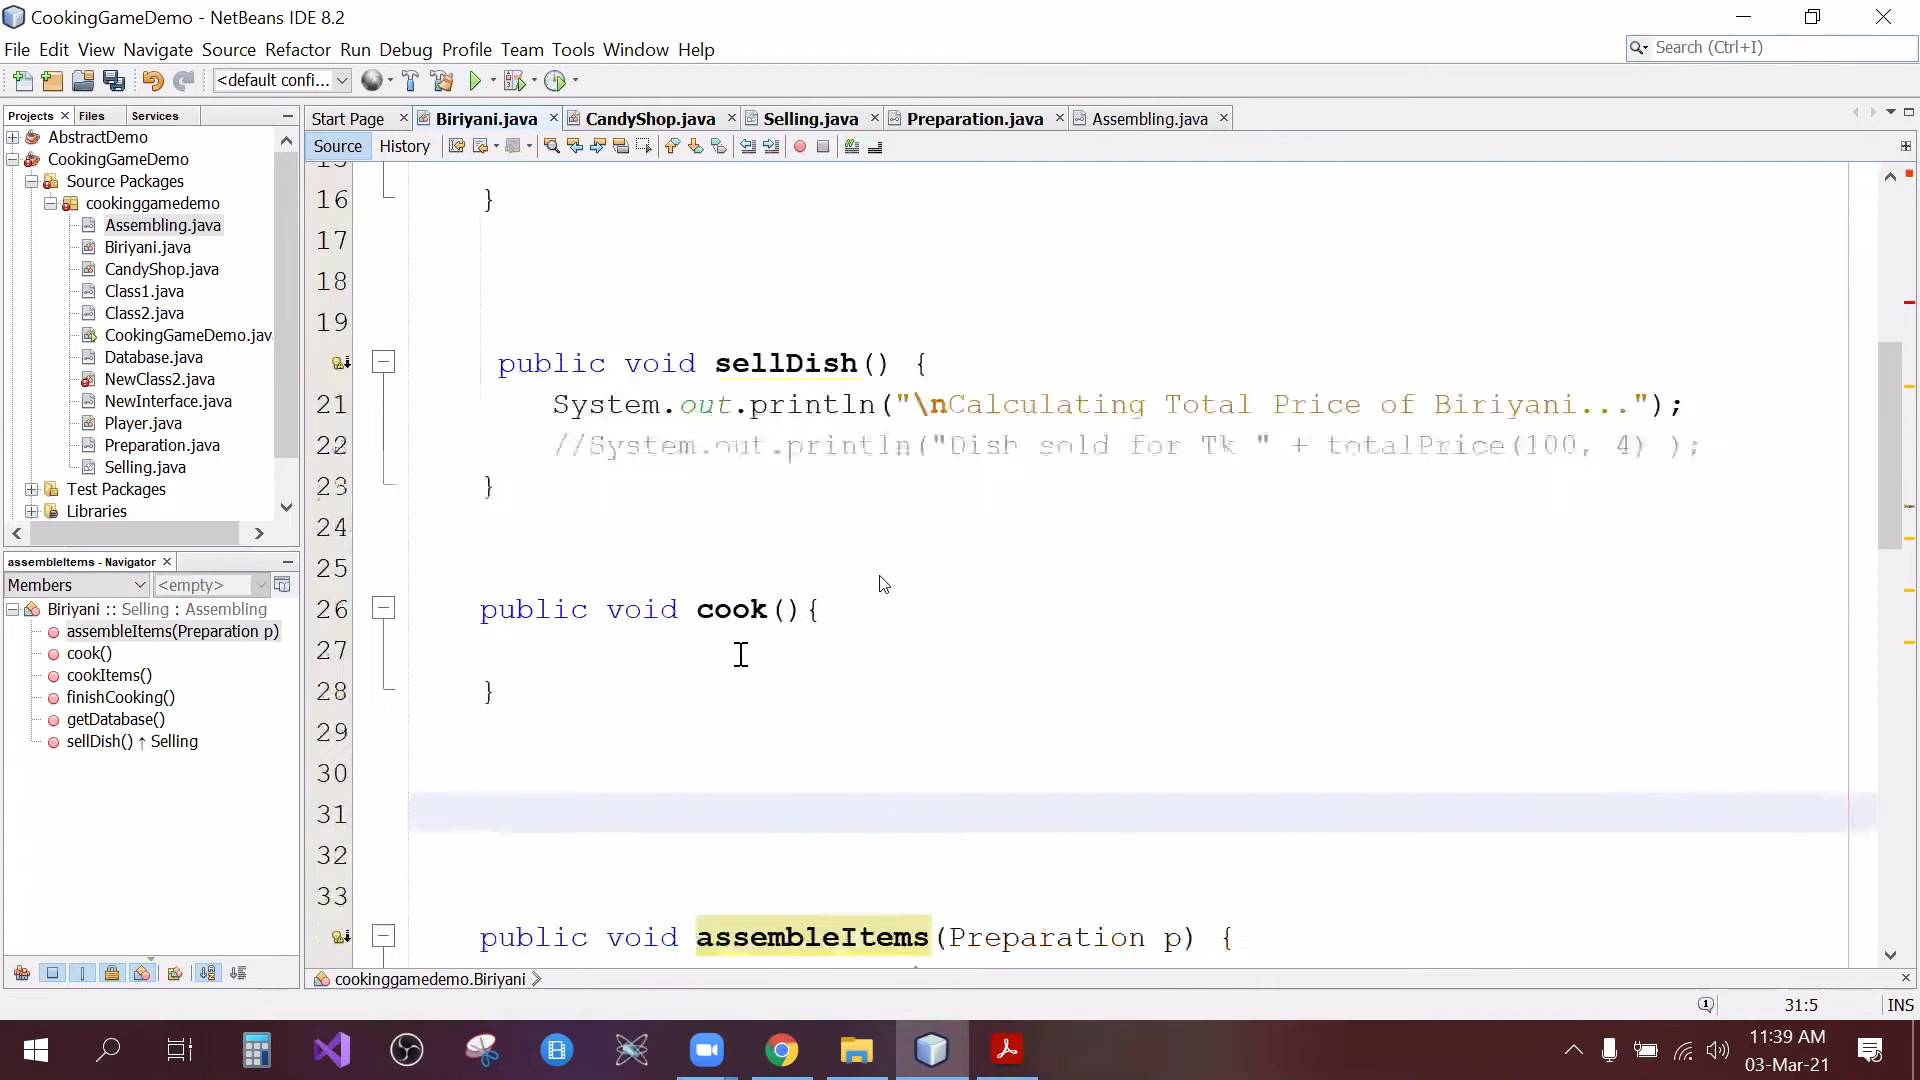 CookingGameDemo - NetBeans IDE 8.2
File Edit View Navigate Source Refactor Run Debug Profile Team Tools Window Help
Search (Ctrl+I)
<default confi...
Projects Files Services
Start Page Biriyani.java CandyShop.java Selling.java Preparation.java Assembling.java
Source History
AbstractDemo
CookingGameDemo
Source Packages
cookinggamedemo
Assembling.java
Biriyani.java
CandyShop.java
Class1.java
Class2.java
CookingGameDemo.jav
Database.java
NewClass2.java
NewInterface.java
Player.java
Preparation.java
Selling.java
Test Packages
Libraries
assembleItems - Navigator
Members <empty>
Biriyani :: Selling : Assembling
assembleItems(Preparation p)
cook()
cookItems()
finishCooking()
getDatabase()
sellDish() ↑ Selling
16 }
17
18
19
public void sellDish() {
21 System.out.println("\nCalculating Total Price of Biriyani...");
22 //System.out.println("Dish sold for Tk " + totalPrice(100, 4) );
23 }
24
25
26 public void cook(){
27
28 }
29
30
31
32
33
public void assembleItems(Preparation p) {
cookinggamedemo.Biriyani
31:5 INS
11:39 AM
03-Mar-21